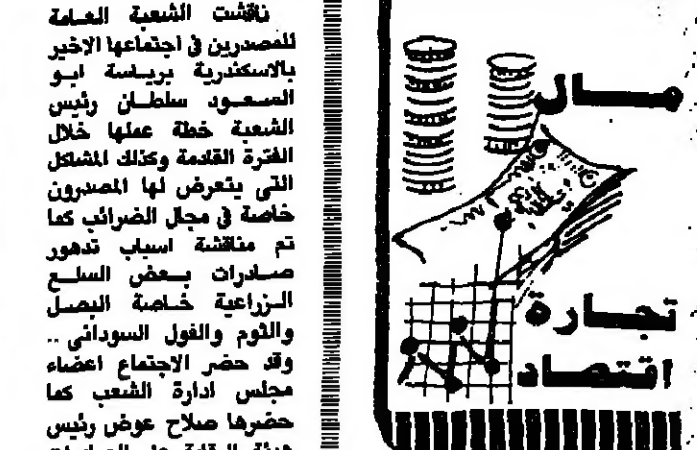 مال
تجارة
اقتصاد
ناقشت الشعبة العامة
للمصدرين في اجتماعها الاخير
بالاسكندرية برياسة ابو
السعود سلطان رئيس
الشعبة خطة عملها خلال
الفترة القادمة وكذلك المشاكل
التى يتعرض لها المصدرون
خاصة في مجال الضرائب كما
تم مناقشة اسباب تدهور
صادرات بعض السلع
الزراعية خاصة البصل
والثوم والفول السودانى ..
وقد حضر الاجتماع اعضاء
مجلس ادارة الشعب كما
حضرها صلاح عوض رئيس